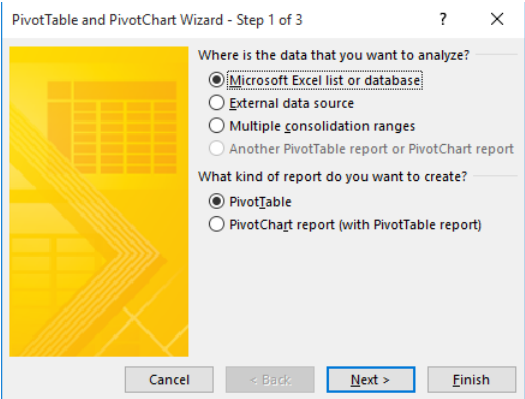 PivotTable and PivotChart Wizard - Step 1 of 3
?
Where is the data that you want to analyze?
Microsoft Excel list or database
External data source
Multiple consolidation ranges
Another PivotTable report or PivotChart report
What kind of report do you want to create?
PivotTable
PivotChart report (with PivotTable report)
Cancel
< Back
Next >
Finish